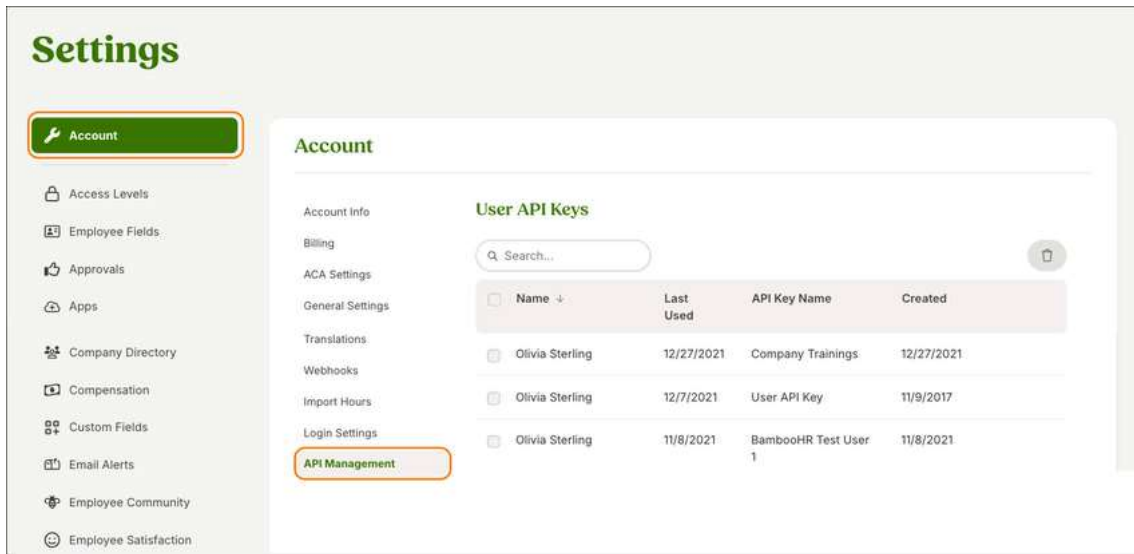 Settings
Account
Access Levels
Employee Fields
Approvals
Apps
Company Directory
Compensation
Custom Fields
Email Alerts
Employee Community
Employee Satisfaction
Account
Account Info
Billing
ACA Settings
General Settings
Translations
Webhooks
Import Hours
Login Settings
API Management
User API Keys
Search...
Name ↓ Last Used API Key Name Created
Olivia Sterling 12/27/2021 Company Trainings 12/27/2021
Olivia Sterling 12/7/2021 User API Key 11/9/2017
Olivia Sterling 11/8/2021 BambooHR Test User 1 11/8/2021